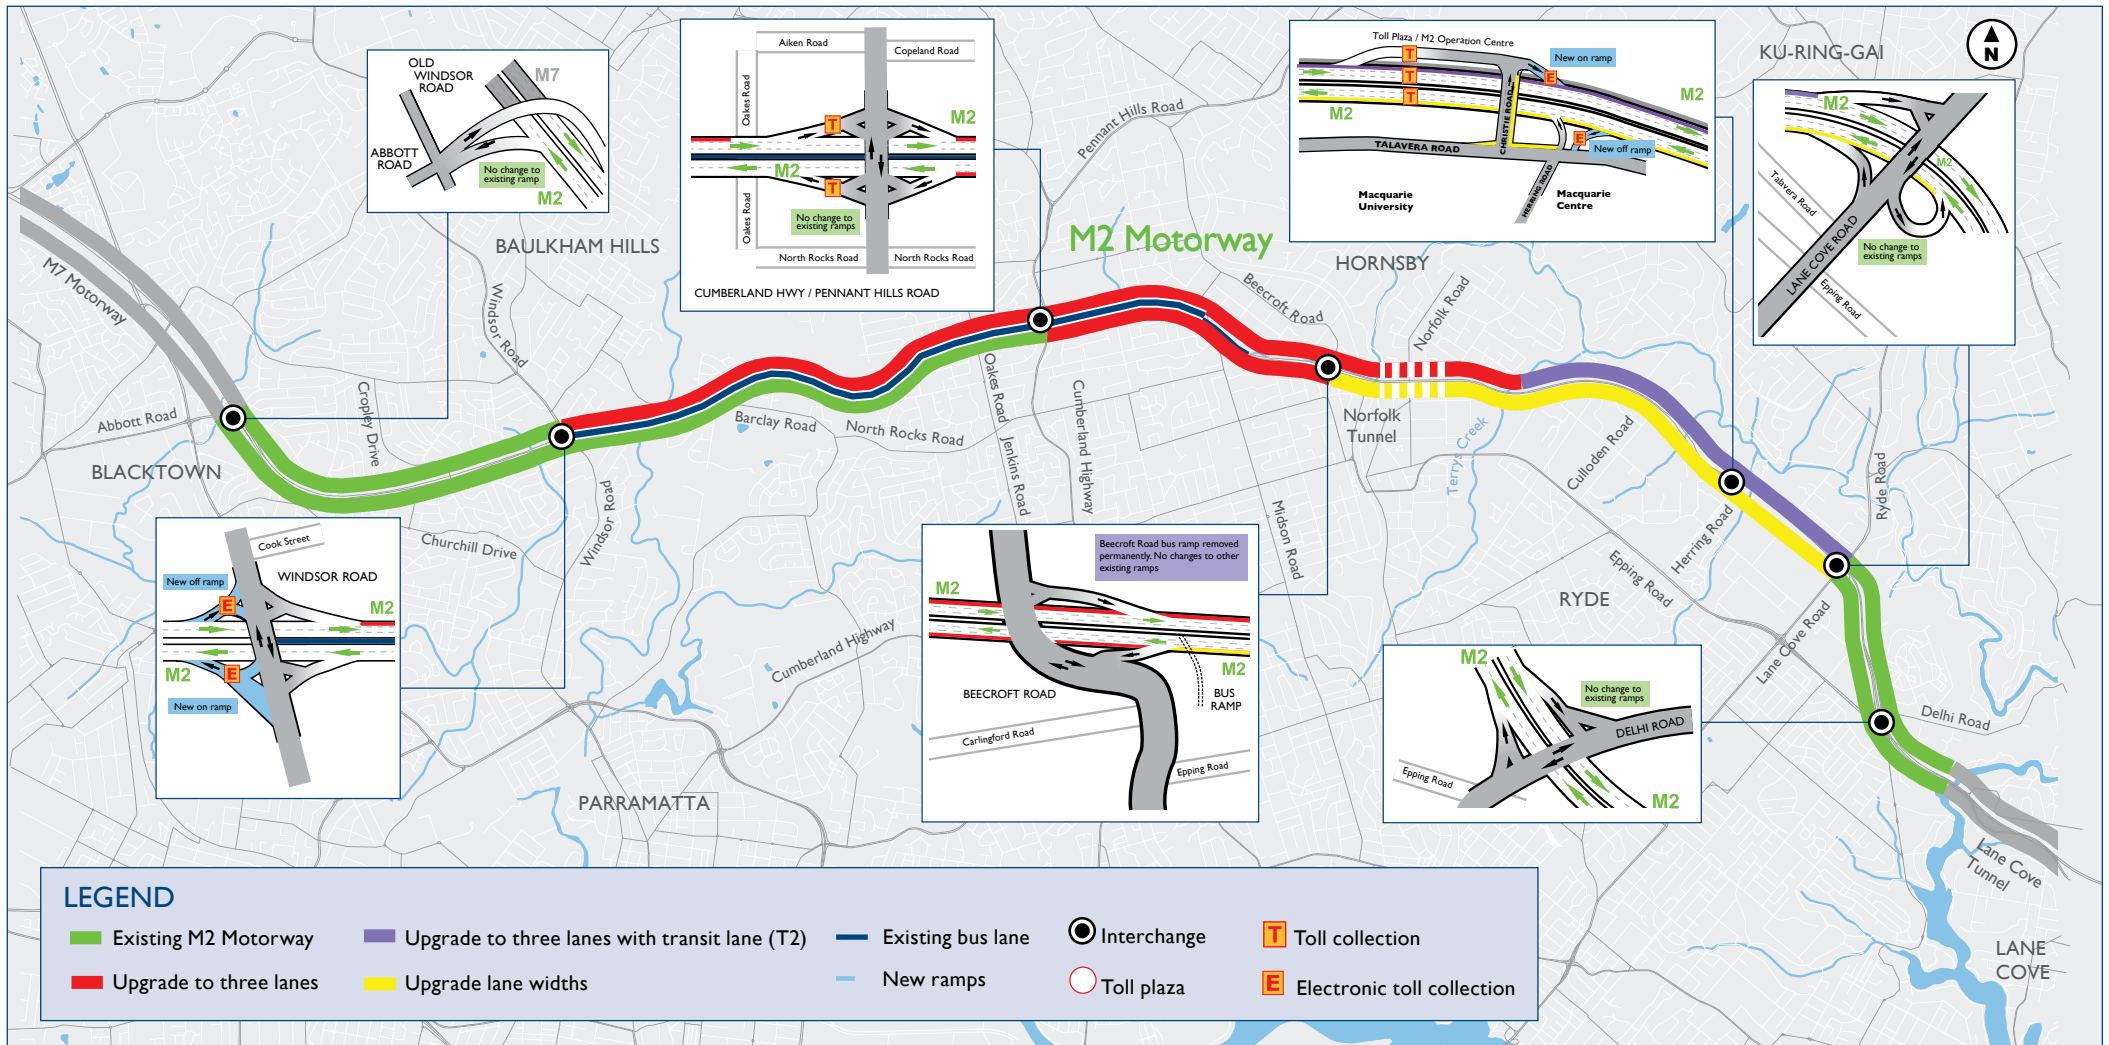 OLD
WINDSOR
ROAD
M7
ABBOTT
ROAD
No change to
existing ramp
M2
Aiken Road
Copeland Road
Oakes Road
M2
M2
Oakes Road
No change to
existing ramps
North Rocks Road
North Rocks Road
CUMBERLAND HWY / PENNANT HILLS ROAD
Toll Plaza / M2 Operation Centre
New on ramp
T
T
T
E
M2
M2
CHRISTIE ROAD
TALAVERA ROAD
E
New off ramp
HERRING ROAD
Macquarie
University
Macquarie
Centre
KU-RING-GAI
N
M2
M2
Talavera Road
LANE COVE ROAD
No change to
existing ramps
Epping Road
T
T
BAULKHAM HILLS
M2 Motorway
HORNSBY
Pennant Hills Road
Beecroft Road
Norfolk Road
M7 Motorway
Windsor Road
Abbott Road
Cropley Drive
BLACKTOWN
Barclay Road
North Rocks Road
Oakes Road
Jenkins Road
Cumberland Highway
Norfolk
Tunnel
Terrys Creek
Culloden Road
Ryde Road
Herring Road
Midson Road
Epping Road
RYDE
Lane Cove Road
Churchill Drive
Windsor Road
Cumberland Highway
PARRAMATTA
Delhi Road
Lane Cove
Tunnel
LANE
COVE
Cook Street
New off ramp
WINDSOR ROAD
E
M2
M2
E
New on ramp
Beecroft Road bus ramp removed
permanently. No changes to other
existing ramps
M2
M2
BEECROFT ROAD
BUS
RAMP
Carlingford Road
Epping Road
M2
No change to
existing ramps
DELHI ROAD
Epping Road
M2
LEGEND
Existing M2 Motorway
Upgrade to three lanes with transit lane (T2)
Existing bus lane
Interchange
T Toll collection
Upgrade to three lanes
Upgrade lane widths
New ramps
Toll plaza
E Electronic toll collection